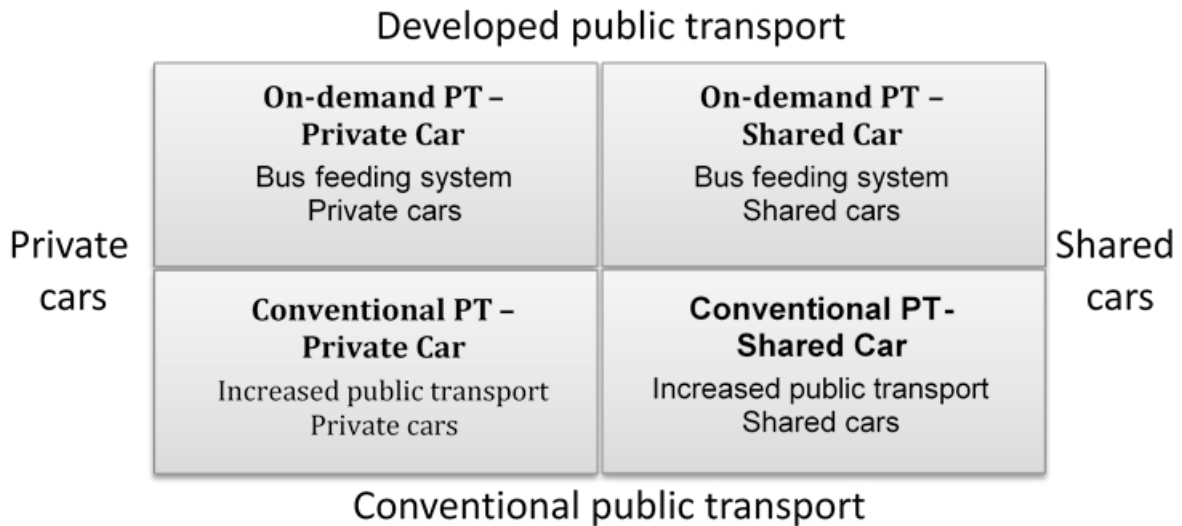 Developed public transport
On-demand PT –
Private Car
Bus feeding system
Private cars
On-demand PT –
Shared Car
Bus feeding system
Shared cars
Private
cars
Shared
cars
Conventional PT –
Private Car
Increased public transport
Private cars
Conventional PT-
Shared Car
Increased public transport
Shared cars
Conventional public transport